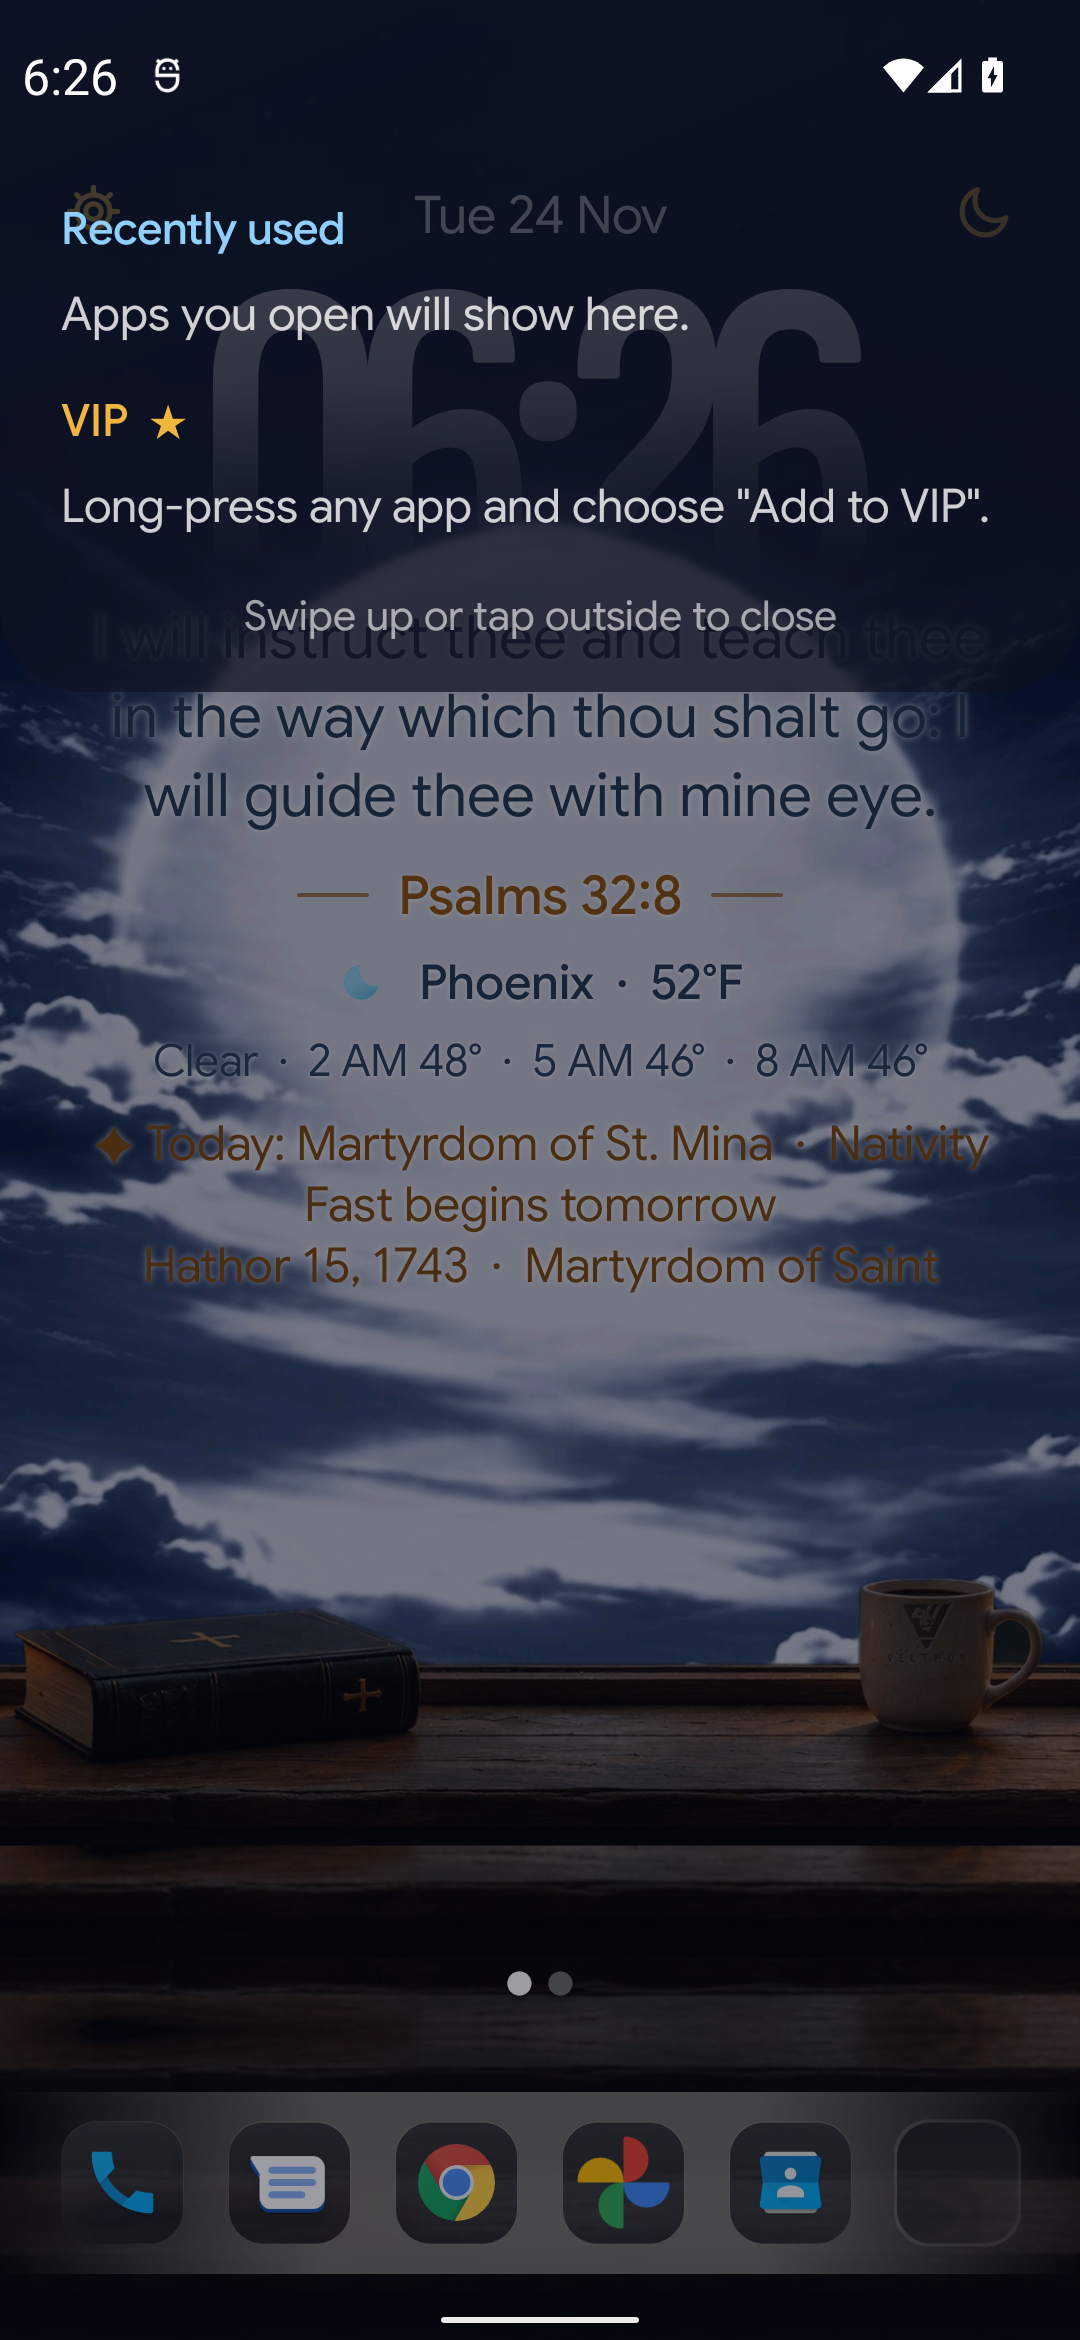 6:26
Tue 24 Nov
Recently used
06:26
Apps you open will show here.
VIP ★
Long-press any app and choose "Add to VIP".
Swipe up or tap outside to close
I will instruct thee and teach thee
in the way which thou shalt go: I
will guide thee with mine eye.
Psalms 32:8
Phoenix · 52°F
Clear · 2 AM 48° · 5 AM 46° · 8 AM 46°
✦ Today: Martyrdom of St. Mina · Nativity
Fast begins tomorrow
Hathor 15, 1743 · Martyrdom of Saint